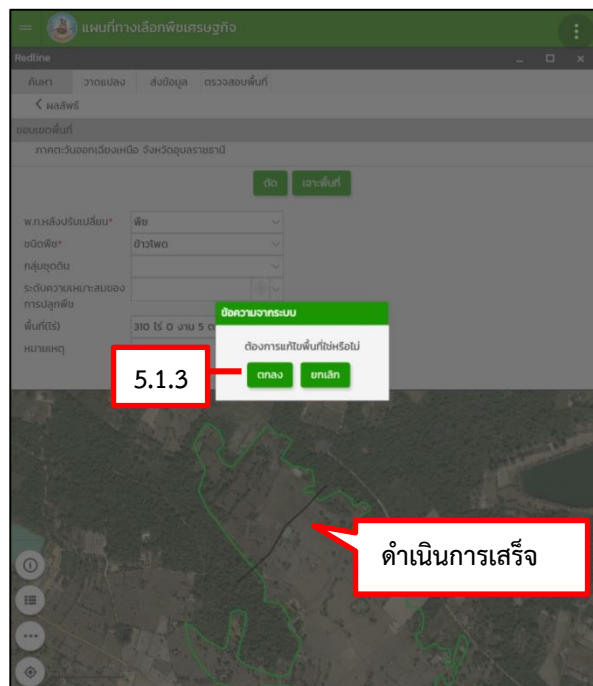 แผนที่ทางเลือกพืชเศรษฐกิจ
Redline
ค้นหา วาดแปลง ส่งข้อมูล ตรวจสอบพื้นที่
ผลลัพธ์
ขอบเขตพื้นที่
ภาคตะวันออกเฉียงเหนือ จังหวัดอุบลราชธานี
ตัด เจาะพื้นที่
พ.ท.หลังปรับเปลี่ยน* พืช
ชนิดพืช* ข้าวโพด
กลุ่มชุดดิน
ระดับความเหมาะสมของ
การปลูกพืช
พื้นที่(ไร่) 310 ไร่ 0 งาน 5 ต
หมายเหตุ
ข้อความจากระบบ
ต้องการแก้ไขพื้นที่ใช่หรือไม่
ตกลง ยกเลิก
5.1.3
ดำเนินการเสร็จ